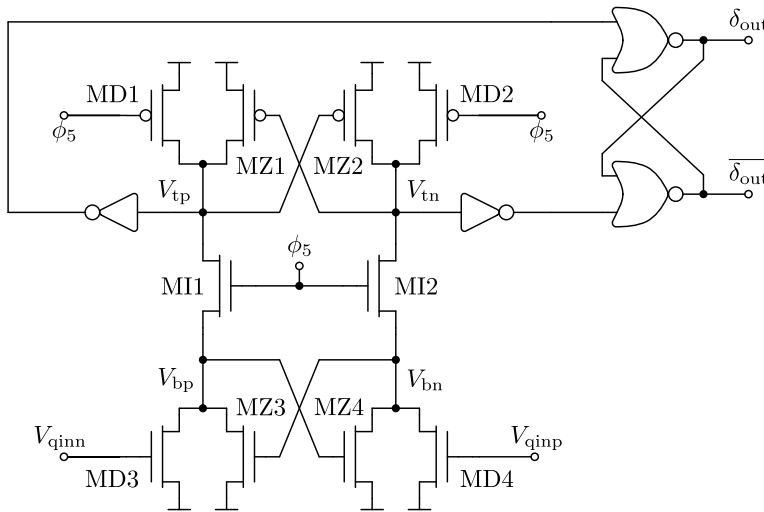 δout
MD1
MD2
ϕ5
ϕ5
MZ1
MZ2
Vtp
Vtn
δout
ϕ5
MI1
MI2
Vbp
Vbn
MZ3
MZ4
Vqinn
Vqinp
MD3
MD4